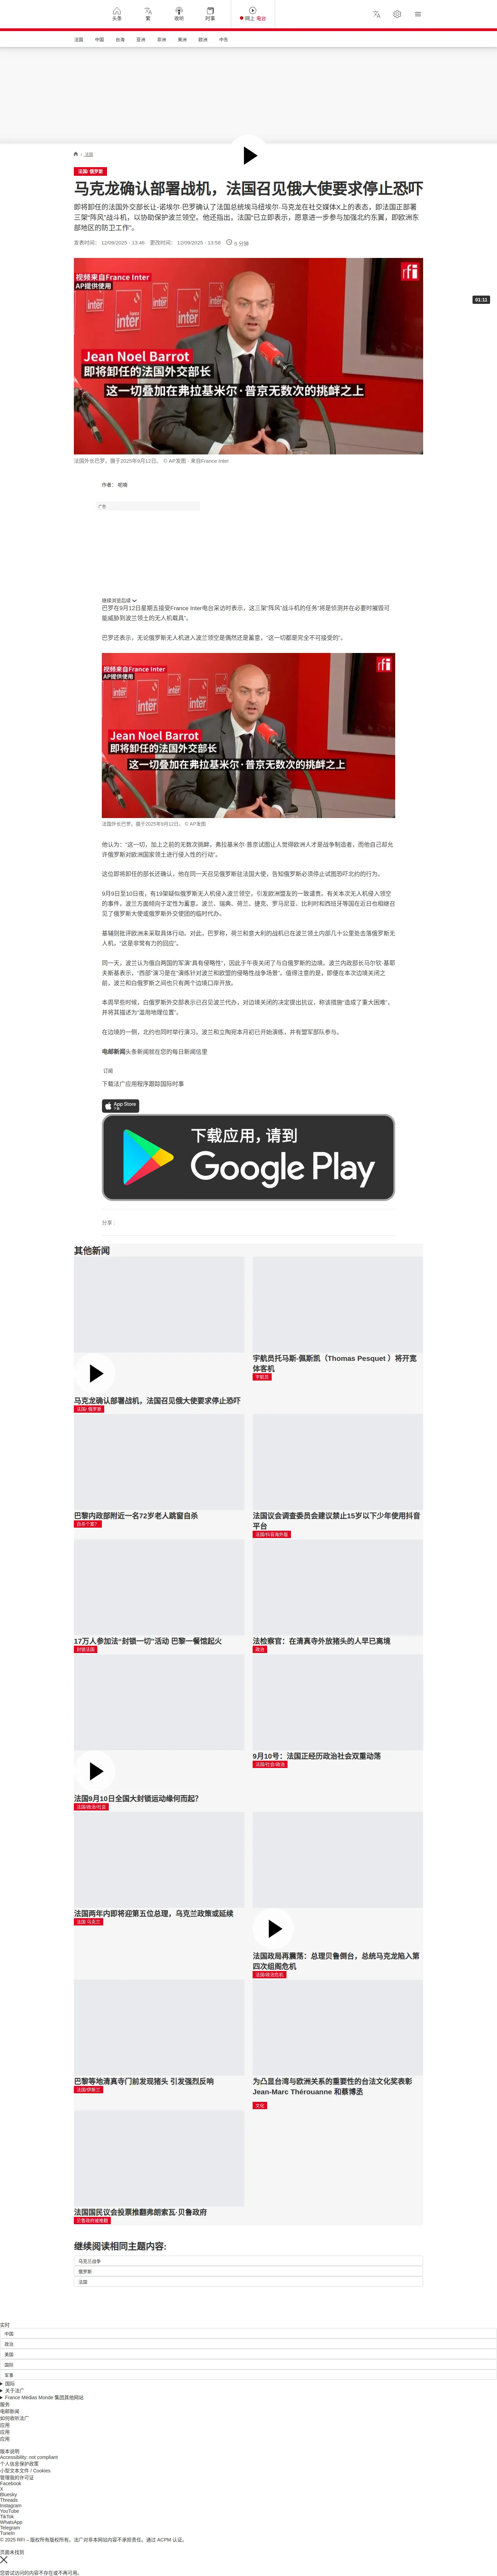 头条
繁
收听
时事
网上 电台
法国
中国
台海
亚洲
非洲
美洲
欧洲
中东
/ 法国
法国/ 俄罗斯
马克龙确认部署战机，法国召见俄大使要求停止恐吓
即将卸任的法国外交部长让-诺埃尔·巴罗确认了法国总统埃马纽埃尔·马克龙在社交媒体X上的表态，即法国正部署
三架“阵风”战斗机，以协助保护波兰领空。他还指出，法国“已立即表示，愿意进一步参与加强北约东翼，即欧洲东
部地区的防卫工作”。
发表时间： 12/09/2025 - 13:46 更改时间： 12/09/2025 - 13:58 5 分钟
视频来自France Inter
AP提供使用
rfi
Jean Noel Barrot
即将卸任的法国外交部长
这一切叠加在弗拉基米尔·普京无数次的挑衅之上
01:11
法国外长巴罗，摄于2025年9月12日。 © AP发图 - 来自France Inter
作者： 呢喃
广告
继续浏览后续
巴罗在9月12日星期五接受France Inter电台采访时表示，这三架“阵风”战斗机的任务“将是侦测并在必要时摧毁可
能威胁到波兰领土的无人机载具”。
巴罗还表示，无论俄罗斯无人机进入波兰领空是偶然还是蓄意，“这一切都是完全不可接受的”。
视频来自France Inter
AP提供使用
rfi
Jean Noel Barrot
即将卸任的法国外交部长
这一切叠加在弗拉基米尔·普京无数次的挑衅之上
法国外长巴罗，摄于2025年9月12日。 © AP发图
他认为：“这一切，加上之前的无数次挑衅，弗拉基米尔·普京试图让人觉得欧洲人才是战争制造者，而他自己却允
许俄罗斯对欧洲国家领土进行侵入性的行动”。
这位即将卸任的部长还确认，他在同一天召见俄罗斯驻法国大使，告知俄罗斯必须停止试图恐吓北约的行为。
9月9日至10日夜，有19架疑似俄罗斯无人机侵入波兰领空，引发欧洲盟友的一致谴责。有关本次无人机侵入领空
的事件，波兰方面倾向于定性为蓄意。波兰、瑞典、荷兰、捷克、罗马尼亚、比利时和西班牙等国在近日也相继召
见了俄罗斯大使或俄罗斯外交使团的临时代办。
基辅则批评欧洲未采取具体行动。对此，巴罗称，荷兰和意大利的战机已在波兰领土内部几十公里处击落俄罗斯无
人机。“这是非常有力的回应”。
同一天，波兰认为俄白两国的军演“具有侵略性”，因此于午夜关闭了与白俄罗斯的边境。波兰内政部长马尔钦·基耶
夫斯基表示，“西部”演习是在“演练针对波兰和欧盟的侵略性战争场景”。值得注意的是，即便在本次边境关闭之
前，波兰和白俄罗斯之间也只有两个边境口岸开放。
本周早些时候，白俄罗斯外交部表示已召见波兰代办，对边境关闭的决定提出抗议，称该措施“造成了重大困难”，
并将其描述为“滥用地理位置”。
在边境的一侧，北约也同时举行演习。波兰和立陶宛本月初已开始演练，并有盟军部队参与。
电邮新闻头条新闻就在您的每日新闻信里
订阅
下载法广应用程序跟踪国际时事
App Store
下载
下载应用，请到
Google Play
分享 :
其他新闻
马克龙确认部署战机，法国召见俄大使要求停止恐吓
法国/ 俄罗斯
宇航员托马斯-佩斯凯（Thomas Pesquet ）将开宽
体客机
宇航员
巴黎内政部附近一名72岁老人跳窗自杀
法国议会调查委员会建议禁止15岁以下少年使用抖音
平台
17万人参加法“封锁一切”活动 巴黎一餐馆起火
封锁法国
法检察官：在清真寺外放猪头的人早已离境
政治
法国9月10日全国大封锁运动缘何而起?
法国/政治/社会
9月10号：法国正经历政治社会双重动荡
法国/社会/政治
法国两年内即将迎第五位总理，乌克兰政策或延续
法国 乌克兰
法国政局再震荡：总理贝鲁倒台，总统马克龙陷入第
四次组阁危机
法国/政治危机
巴黎等地清真寺门前发现猪头 引发强烈反响
法国/伊斯兰
为凸显台湾与欧洲关系的重要性的台法文化奖表彰
Jean-Marc Thérouanne 和蔡博丞
文化
法国国民议会投票推翻弗朗索瓦·贝鲁政府
贝鲁政府被推翻
继续阅读相同主题内容:
乌克兰战争
俄罗斯
法国
实时
中国
政治
美国
国际
军事
国际
关于法广
France Médias Monde 集团其他网站
服务
电邮新闻
如何收听法广
应用
应用
应用
版本说明
Accessibility: not compliant
个人信息保护政策
小型文本文件 / Cookies
管理我的许可证
Facebook
X
Bluesky
Threads
Instagram
YouTube
TikTok
WhatsApp
Telegram
TuneIn
© 2025 RFI – 版权所有版权所有。法广对非本网站内容不承担责任。通过 ACPM 认证。
页面未找到
您尝试访问的内容不存在或不再可用。